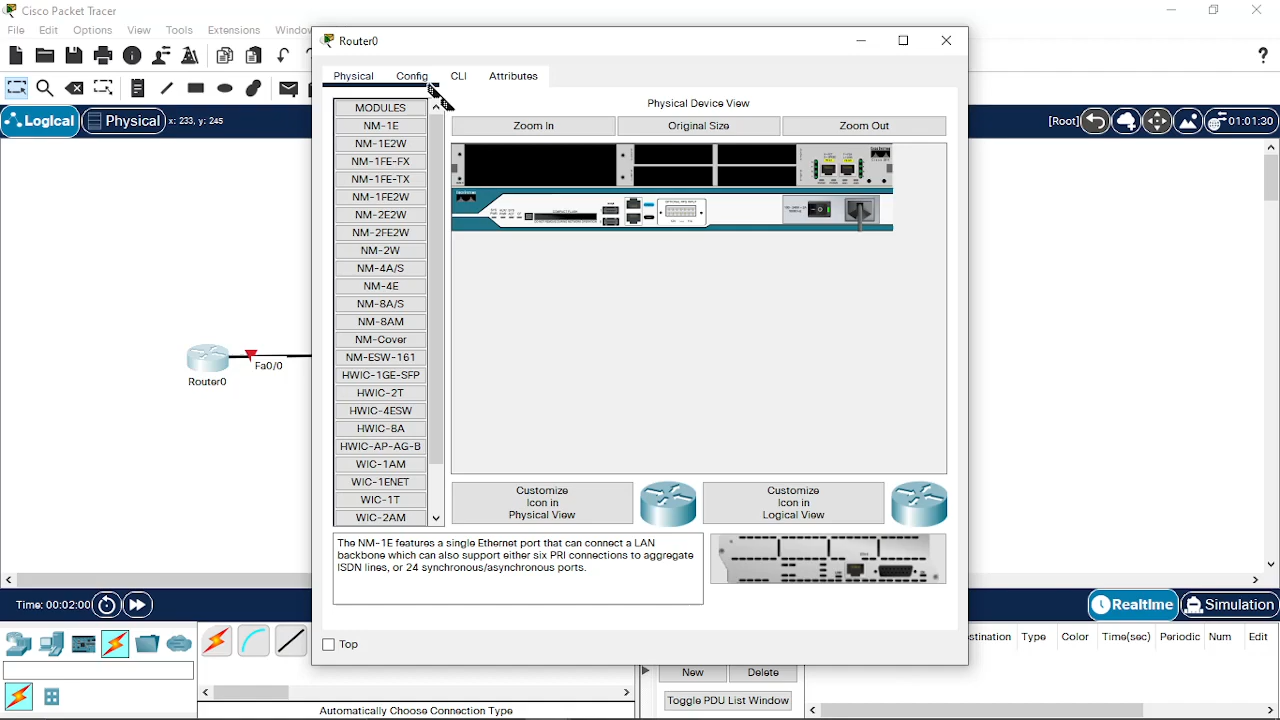 Cisco Packet Tracer
File Edit Options View Tools Extensions Window
Logical Physical x: 233, y: 245
[Root] 01:01:30
Router0
Physical Config CLI Attributes
MODULES
NM-1E
NM-1E2W
NM-1FE-FX
NM-1FE-TX
NM-1FE2W
NM-2E2W
NM-2FE2W
NM-2W
NM-4A/S
NM-4E
NM-8A/S
NM-8AM
NM-Cover
NM-ESW-161
HWIC-1GE-SFP
HWIC-2T
HWIC-4ESW
HWIC-8A
HWIC-AP-AG-B
WIC-1AM
WIC-1ENET
WIC-1T
WIC-2AM
Physical Device View
Zoom In Original Size Zoom Out
Customize
Icon in
Physical View
Customize
Icon in
Logical View
The NM-1E features a single Ethernet port that can connect a LAN
backbone which can also support either six PRI connections to aggregate
ISDN lines, or 24 synchronous/asynchronous ports.
Top
Fa0/0
Router0
Time: 00:02:00
Realtime Simulation
stination Type Color Time(sec) Periodic Num Edit
New Delete
Toggle PDU List Window
Automatically Choose Connection Type